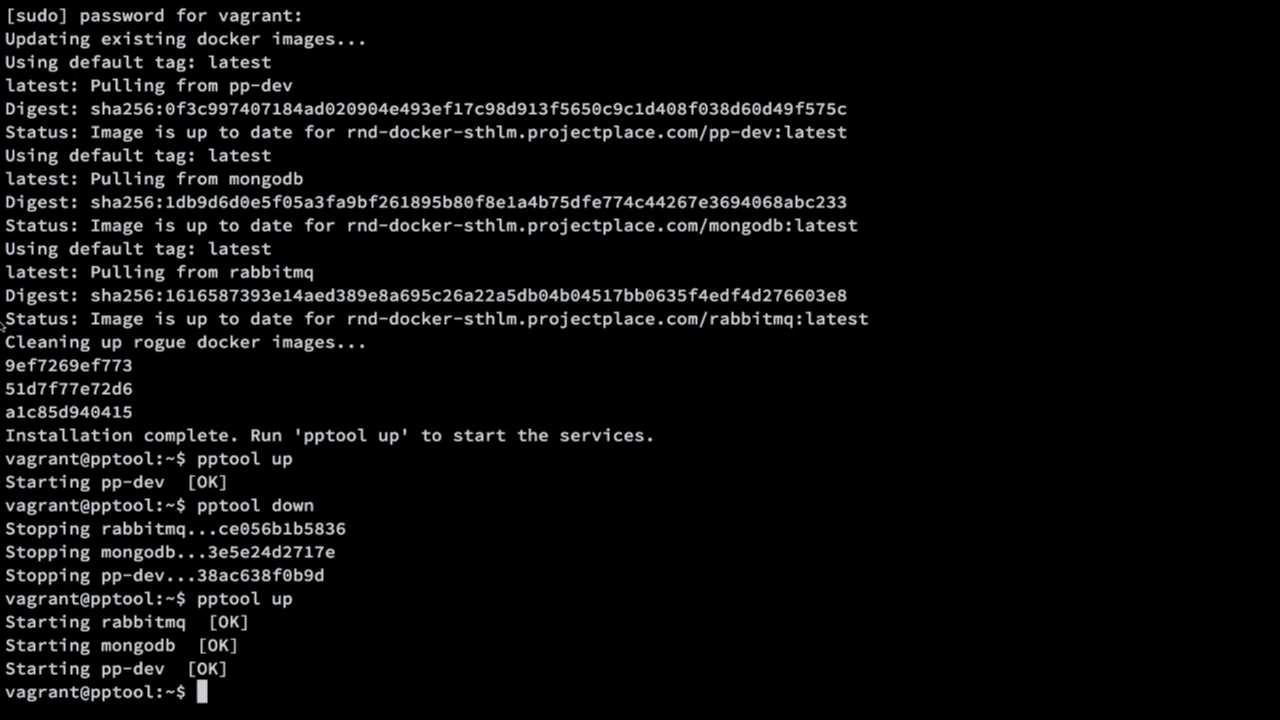 [sudo] password for vagrant:
Updating existing docker images...
Using default tag: latest
latest: Pulling from pp-dev
Digest: sha256:0f3c997407184ad020904e493ef17c98d913f5650c9c1d408f038d60d49f575c
Status: Image is up to date for rnd-docker-sthlm.projectplace.com/pp-dev:latest
Using default tag: latest
latest: Pulling from mongodb
Digest: sha256:1db9d6d0e5f05a3fa9bf261895b80f8e1a4b75dfe774c44267e3694068abc233
Status: Image is up to date for rnd-docker-sthlm.projectplace.com/mongodb:latest
Using default tag: latest
latest: Pulling from rabbitmq
Digest: sha256:1616587393e14aed389e8a695c26a22a5db04b04517bb0635f4edf4d276603e8
Status: Image is up to date for rnd-docker-sthlm.projectplace.com/rabbitmq:latest
Cleaning up rogue docker images...
9ef7269ef773
51d7f77e72d6
a1c85d940415
Installation complete. Run 'pptool up' to start the services.
vagrant@pptool:~$ pptool up
Starting pp-dev  [OK]
vagrant@pptool:~$ pptool down
Stopping rabbitmq...ce056b1b5836
Stopping mongodb...3e5e24d2717e
Stopping pp-dev...38ac638f0b9d
vagrant@pptool:~$ pptool up
Starting rabbitmq  [OK]
Starting mongodb  [OK]
Starting pp-dev  [OK]
vagrant@pptool:~$